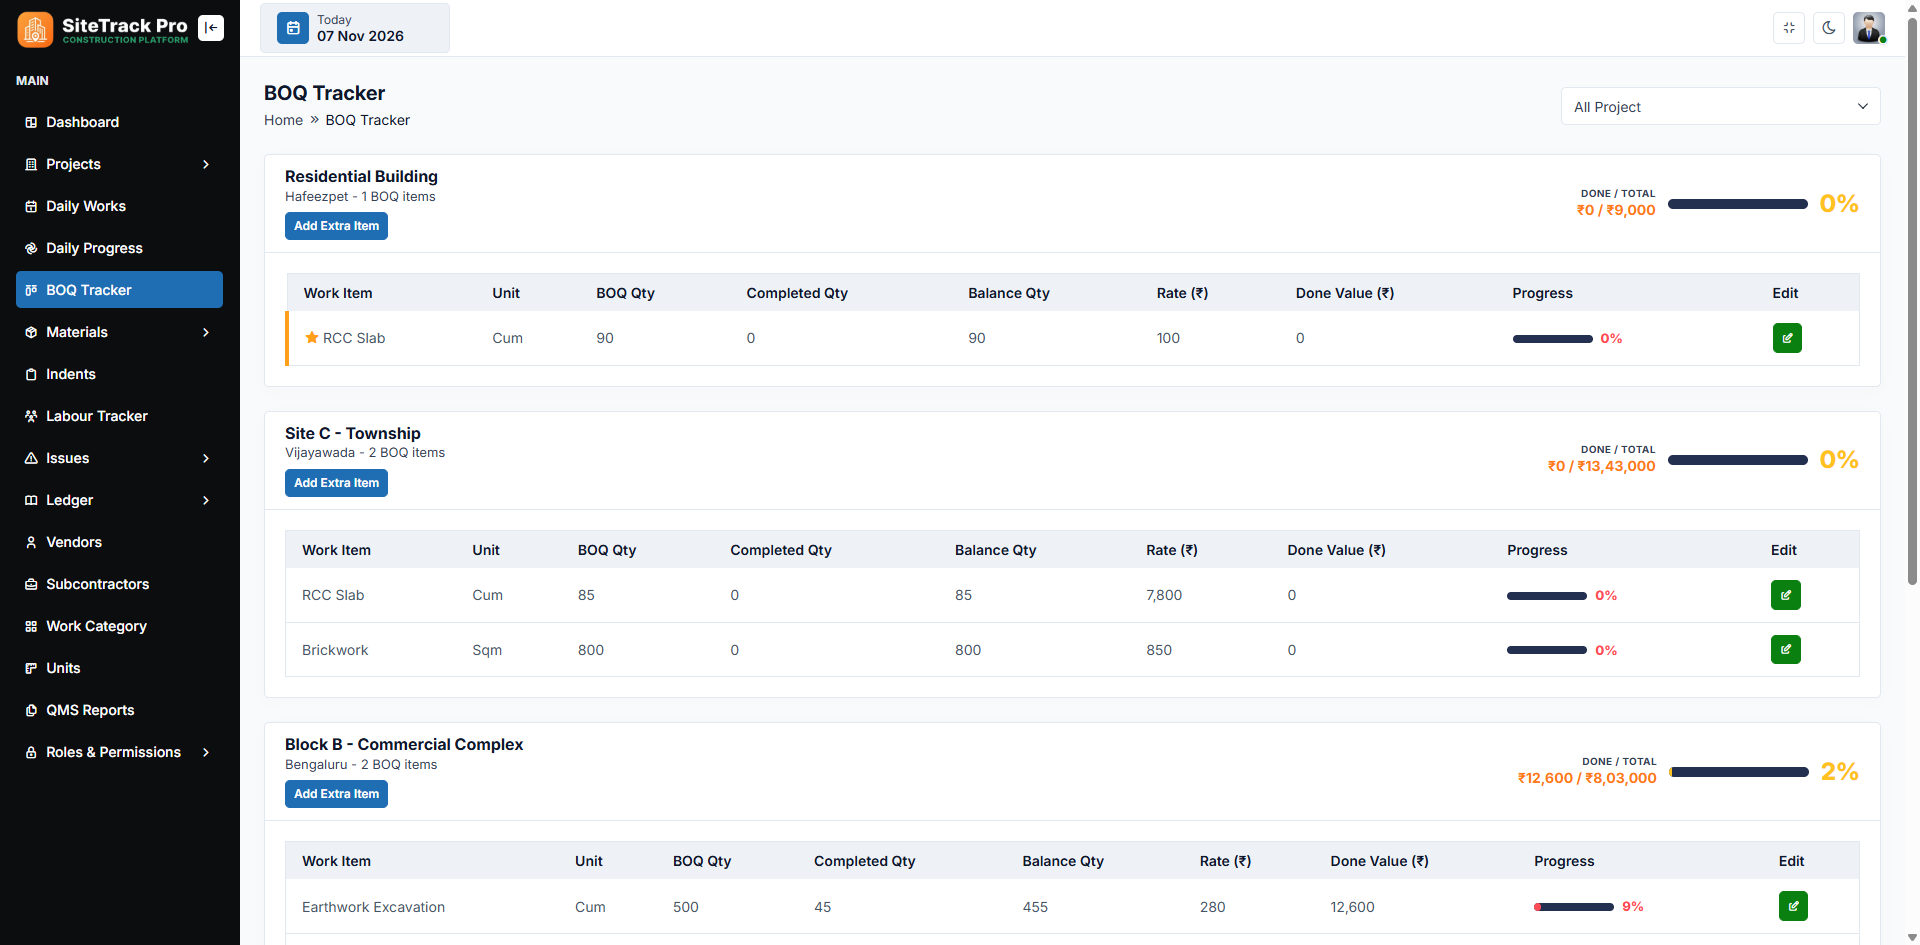 SiteTrack Pro
CONSTRUCTION PLATFORM
MAIN
Dashboard
Projects
Daily Works
Daily Progress
BOQ Tracker
Materials
Indents
Labour Tracker
Issues
Ledger
Vendors
Subcontractors
Work Category
Units
QMS Reports
Roles & Permissions
Today
07 Nov 2026
BOQ Tracker
Home » BOQ Tracker
All Project
Residential Building
Hafeezpet - 1 BOQ items
Add Extra Item
DONE / TOTAL
₹0 / ₹9,000
0%
Work Item Unit BOQ Qty Completed Qty Balance Qty Rate (₹) Done Value (₹) Progress Edit
RCC Slab Cum 90 0 90 100 0 0%
Site C - Township
Vijayawada - 2 BOQ items
Add Extra Item
DONE / TOTAL
₹0 / ₹13,43,000
0%
Work Item Unit BOQ Qty Completed Qty Balance Qty Rate (₹) Done Value (₹) Progress Edit
RCC Slab Cum 85 0 85 7,800 0 0%
Brickwork Sqm 800 0 800 850 0 0%
Block B - Commercial Complex
Bengaluru - 2 BOQ items
Add Extra Item
DONE / TOTAL
₹12,600 / ₹8,03,000
2%
Work Item Unit BOQ Qty Completed Qty Balance Qty Rate (₹) Done Value (₹) Progress Edit
Earthwork Excavation Cum 500 45 455 280 12,600 9%